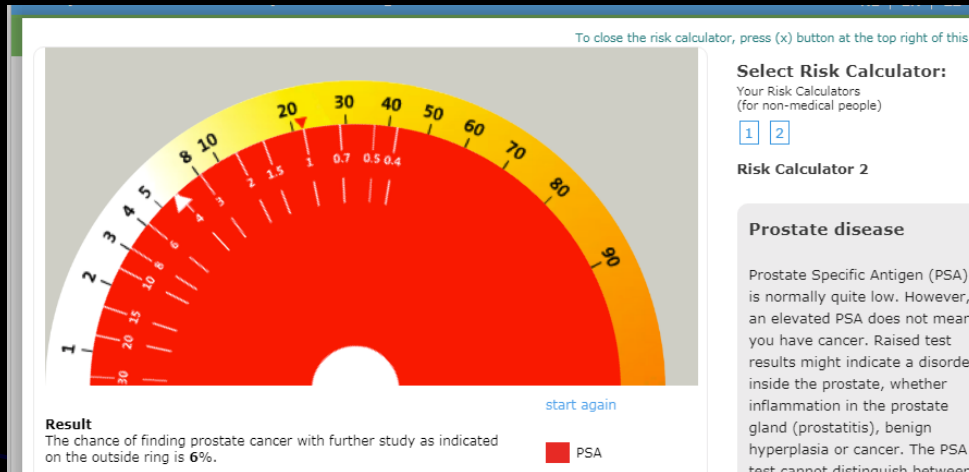 To close the risk calculator, press (x) button at the top right of this
1 2 3 4 5 8 10 20 30 40 50 60 70 80 90
30 20 15 10 8 6 4 3 2 1.5 1 0.7 0.5 0.4
Result
The chance of finding prostate cancer with further study as indicated
on the outside ring is 6%.
start again
PSA
Select Risk Calculator:
Your Risk Calculators
(for non-medical people)
1 2
Risk Calculator 2
Prostate disease
Prostate Specific Antigen (PSA)
is normally quite low. However,
an elevated PSA does not mean
you have cancer. Raised test
results might indicate a disorde
inside the prostate, whether
inflammation in the prostate
gland (prostatitis), benign
hyperplasia or cancer. The PSA
test cannot distinguish between